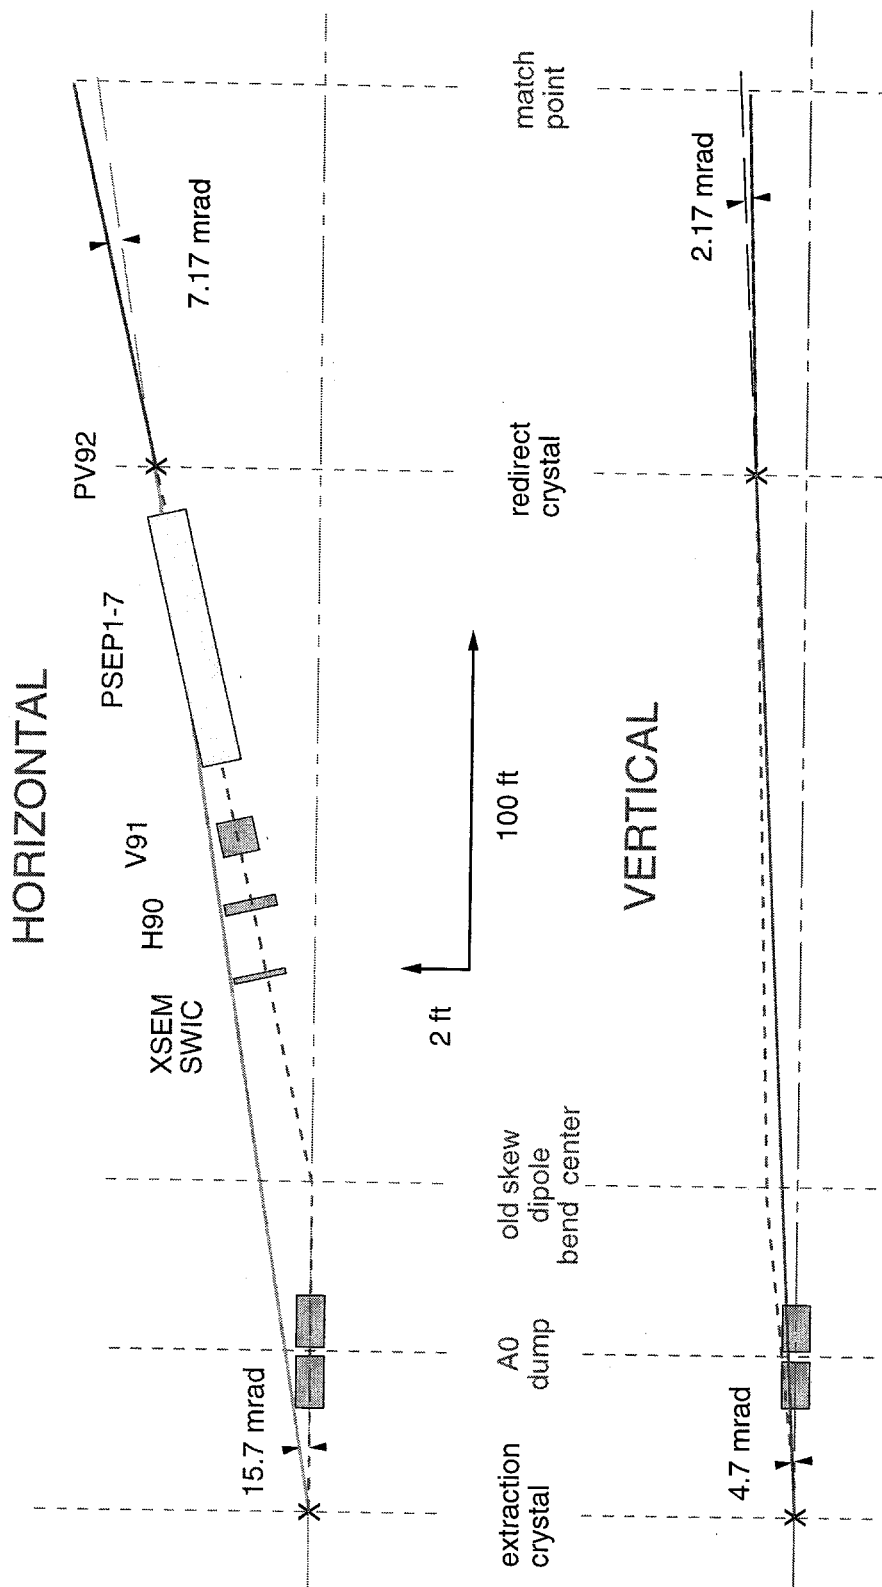 HORIZONTAL
15.7 mrad
XSEM
SWIC
H90
V91
PSEP1-7
PV92
7.17 mrad
2 ft
100 ft
extraction
crystal
A0
dump
old skew
dipole
bend center
redirect
crystal
match
point
VERTICAL
4.7 mrad
2.17 mrad